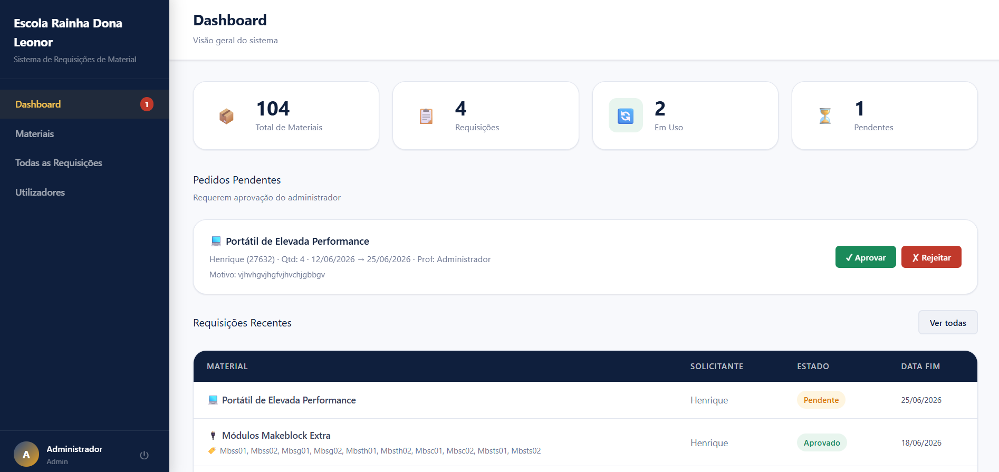 Escola Rainha Dona
Leonor
Sistema de Requisições de Material
Dashboard 1
Materiais
Todas as Requisições
Utilizadores
A
Administrador
Admin
Dashboard
Visão geral do sistema
104
Total de Materiais
4
Requisições
2
Em Uso
1
Pendentes
Pedidos Pendentes
Requerem aprovação do administrador
Portátil de Elevada Performance
Henrique (27632) · Qtd: 4 · 12/06/2026 → 25/06/2026 · Prof: Administrador
Motivo: vjhvhgvjhgfvjhvchjgbbgv
✓ Aprovar
✗ Rejeitar
Requisições Recentes
Ver todas
MATERIAL SOLICITANTE ESTADO DATA FIM
Portátil de Elevada Performance Henrique Pendente 25/06/2026
Módulos Makeblock Extra Henrique Aprovado 18/06/2026
Mbss01, Mbss02, Mbsg01, Mbsg02, Mbsth01, Mbsth02, Mbsc01, Mbsc02, Mbsts01, Mbsts02